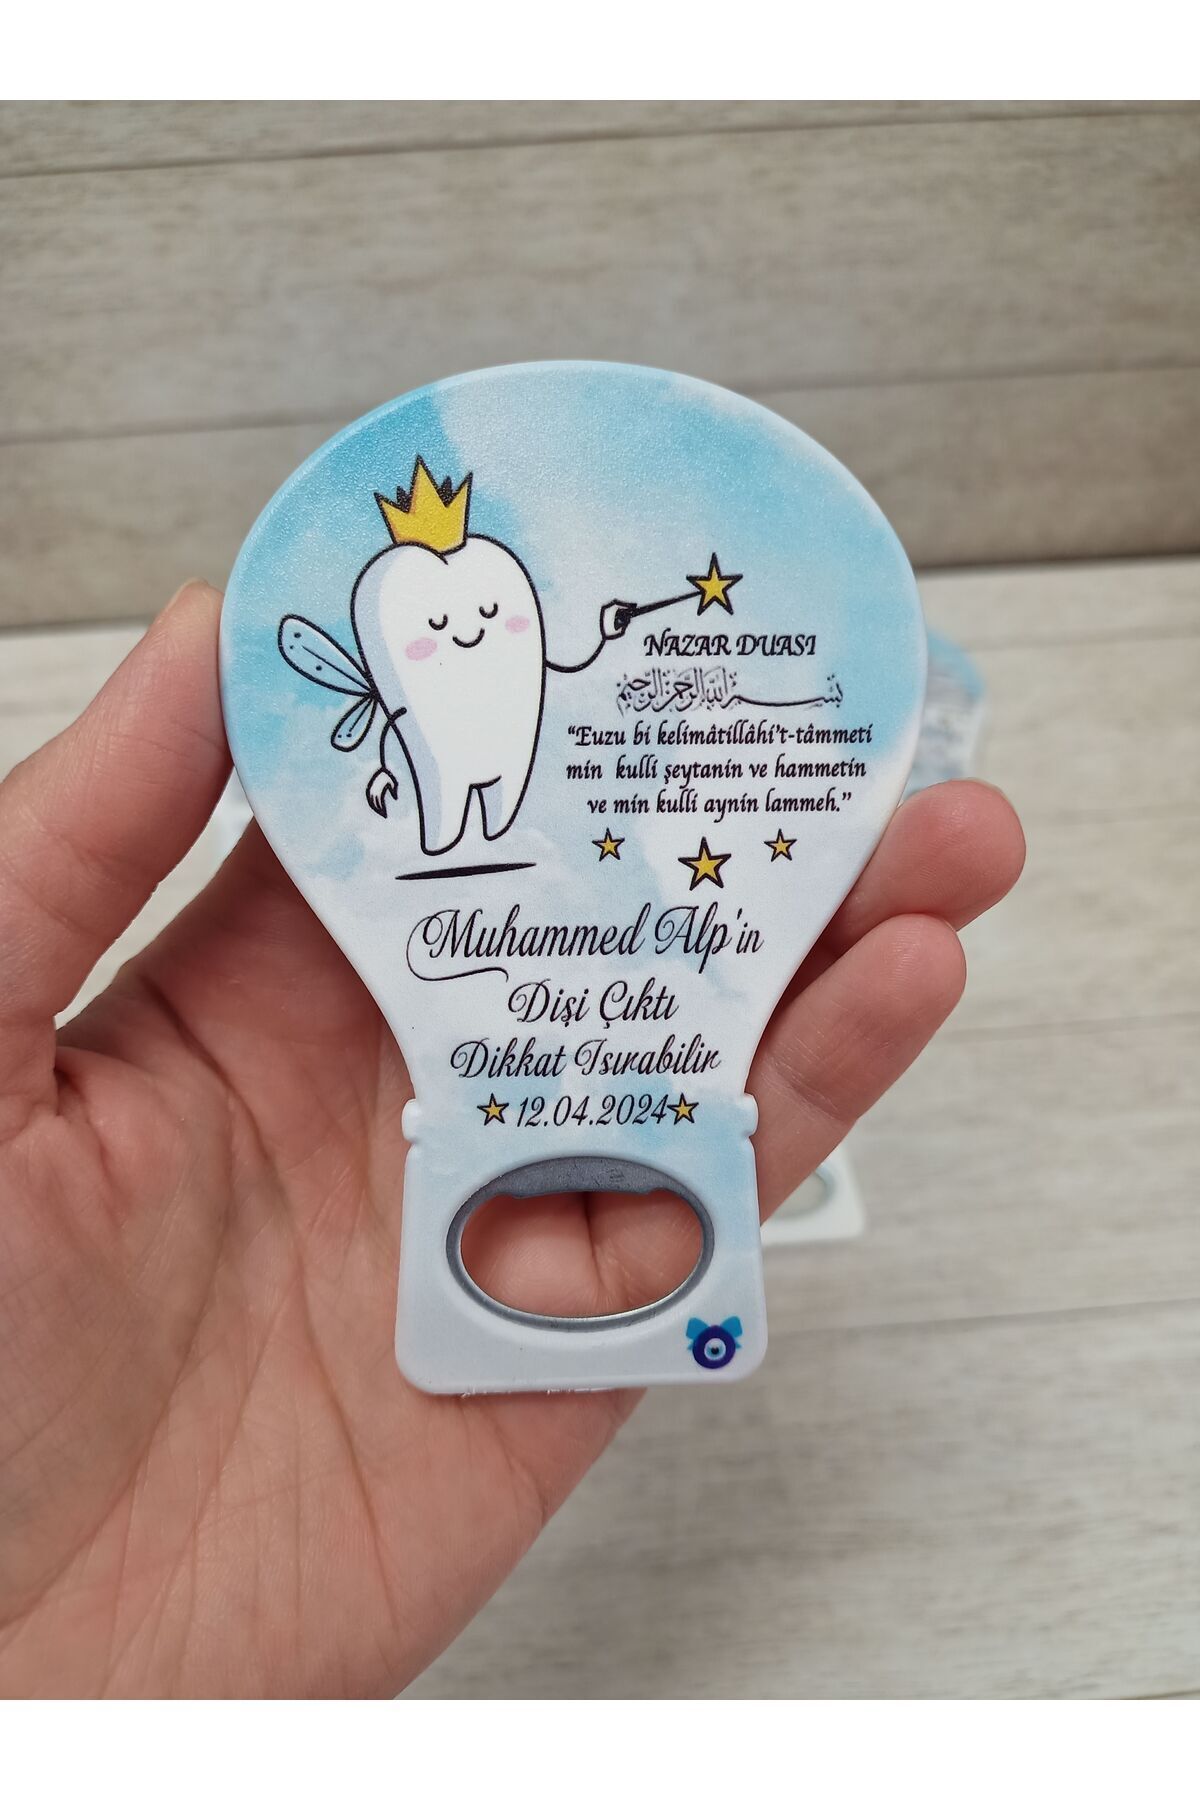 NAZAR DUASI
بسم الله الرحمن الرحيم
“Euzu bi kelimâtillâhi't-tâmmeti
min kulli şeytanin ve hammetin
ve min kulli aynin lammeh.”
Muhammed Alp'in
Dişi Çıktı
Dikkat Isırabilir
12.04.2024